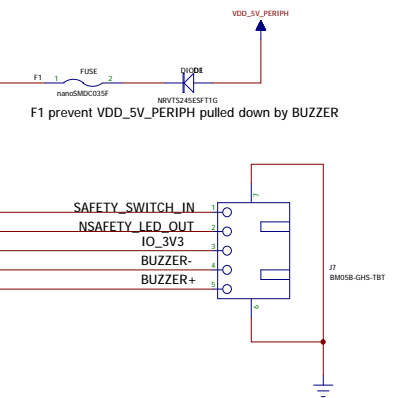 VDD_5V_PERIPH
F1
1
FUSE
2
nanoSMDC035F
NRVTS245ESFT1G
F1 prevent VDD_5V_PERIPH pulled down by BUZZER
7
SAFETY_SWITCH_IN 1
NSAFETY_LED_OUT 2
IO_3V3 3
BUZZER- 4
BUZZER+ 5
J7
BM05B-GHS-TBT
6